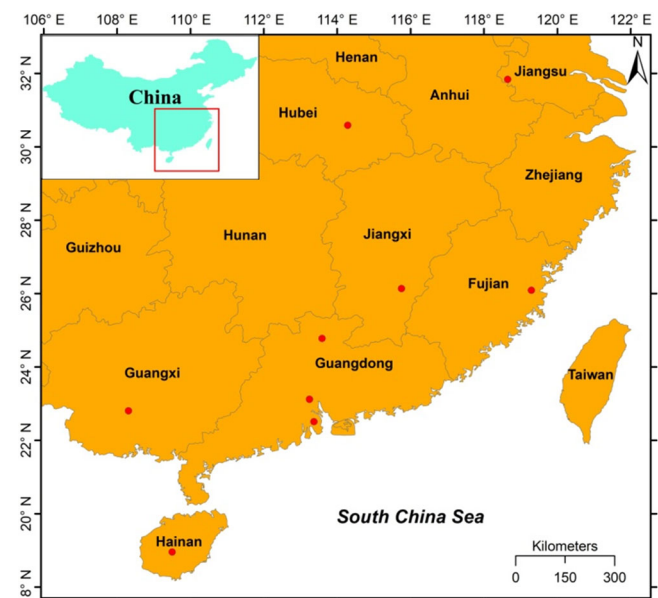 106° E 108° E 110° E 112° E 114° E 116° E 118° E 120° E 122° E
N
32° N
30° N
28° N
26° N
24° N
22° N
20° N
8° N
China
Henan
Jiangsu
Anhui
Hubei
Zhejiang
Hunan
Jiangxi
Guizhou
Fujian
Guangdong
Guangxi
Taiwan
South China Sea
Hainan
Kilometers
0 150 300